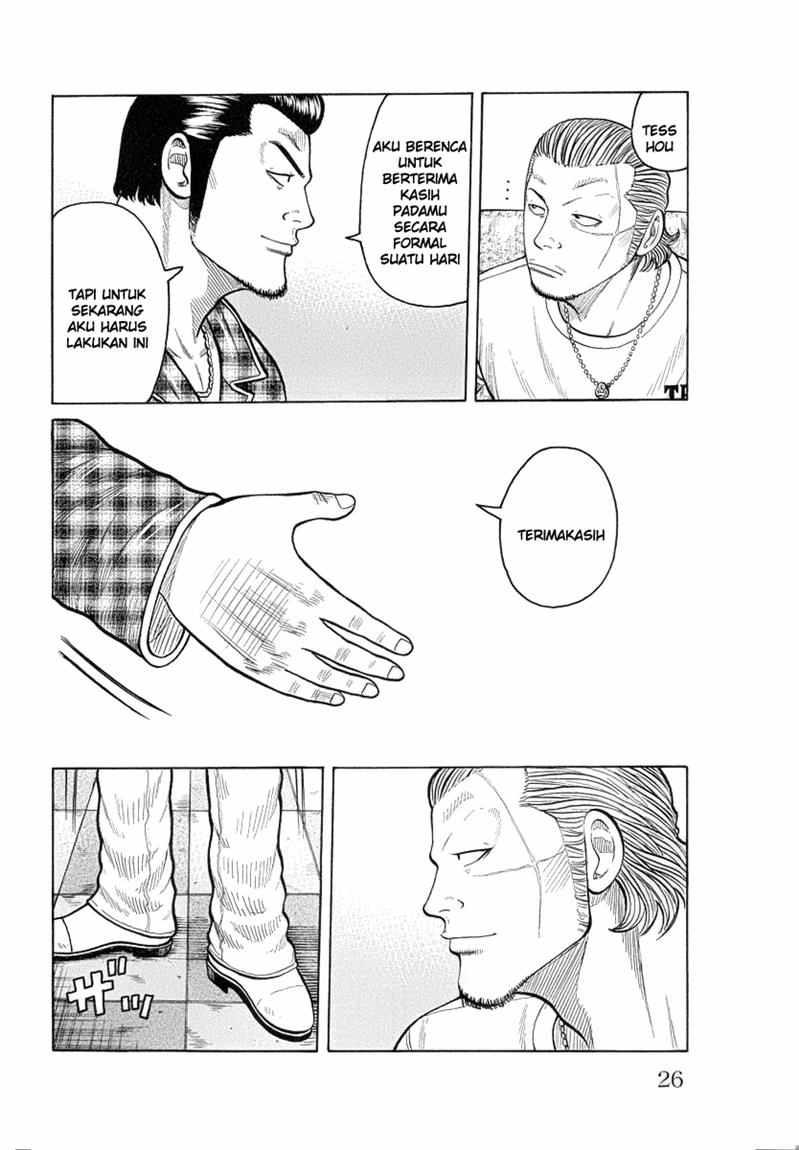 TESS
HOU
...
AKU BERENCA
UNTUK
BERTERIMA
KASIH
PADAMU
SECARA
FORMAL
SUATU HARI
TAPI UNTUK
SEKARANG
AKU HARUS
LAKUKAN INI
TERIMAKASIH
ザッ
26